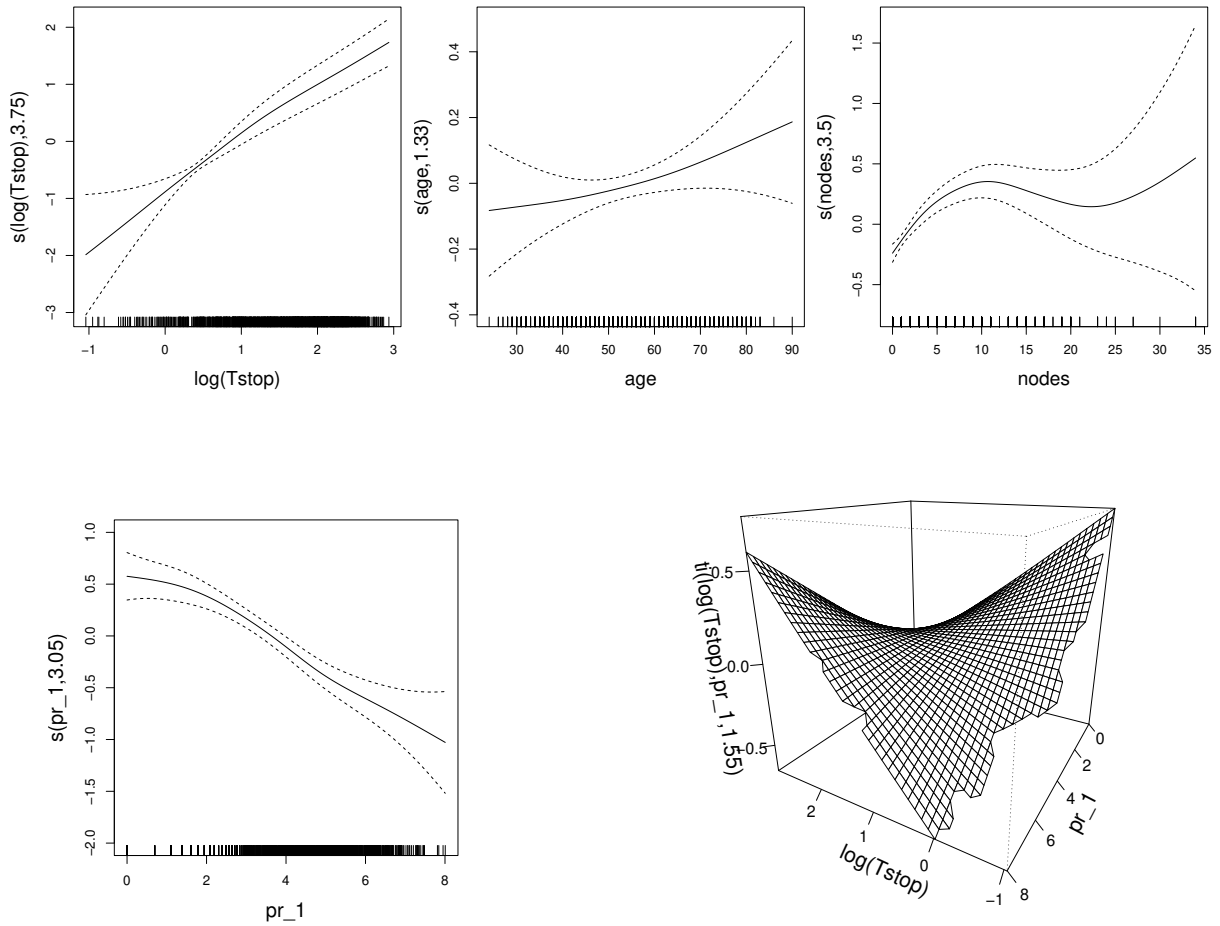 s(log(Tstop),3.75)
−3 −2 −1 0 1 2
−1 0 1 2 3
log(Tstop)
s(age,1.33)
−0.4 −0.2 0.0 0.2 0.4
30 40 50 60 70 80 90
age
s(nodes,3.5)
−0.5 0.0 0.5 1.0 1.5
0 5 10 15 20 25 30 35
nodes
s(pr_1,3.05)
−2.0 −1.5 −1.0 −0.5 0.0 0.5 1.0
0 2 4 6 8
pr_1
ti(log(Tstop),pr_1,1.55)
−0.5 0.0 0.5
log(Tstop)
−1 0 1 2
pr_1
0 2 4 6 8